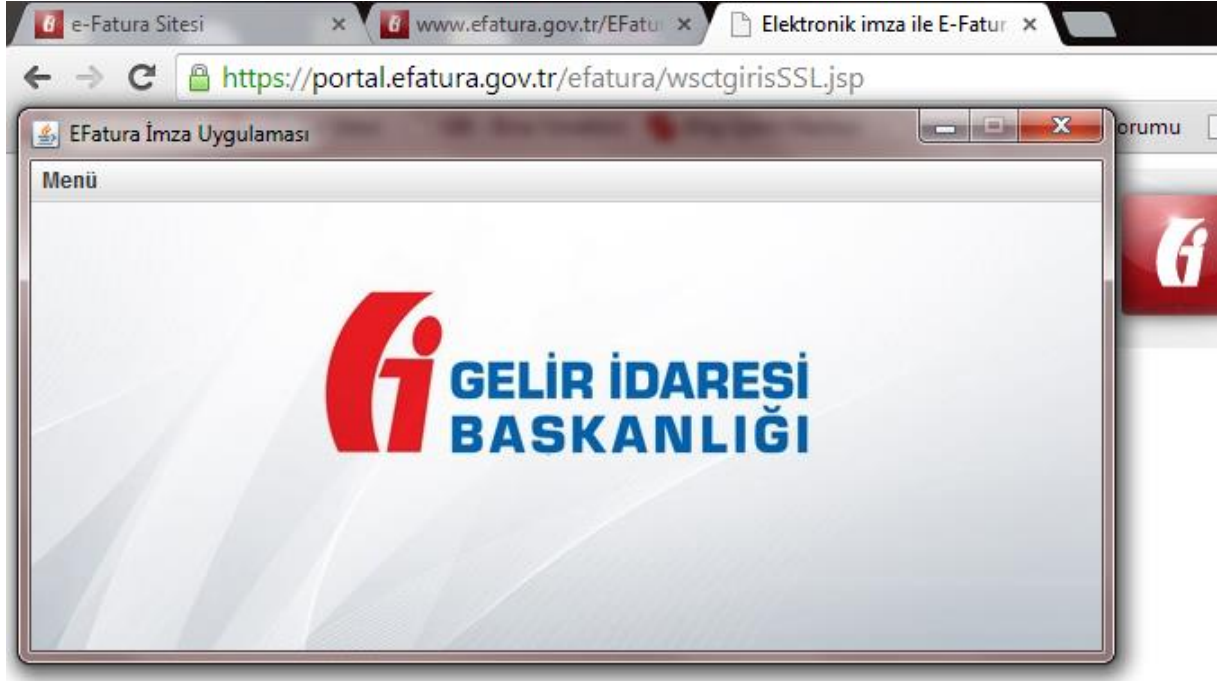 e-Fatura Sitesi
www.efatura.gov.tr/EFatu
Elektronik imza ile E-Fatur
https://portal.efatura.gov.tr/efatura/wsctgirisSSL.jsp
EFatura İmza Uygulaması
orumu
Menü
GELİR İDARESİ
BASKANLIĞI